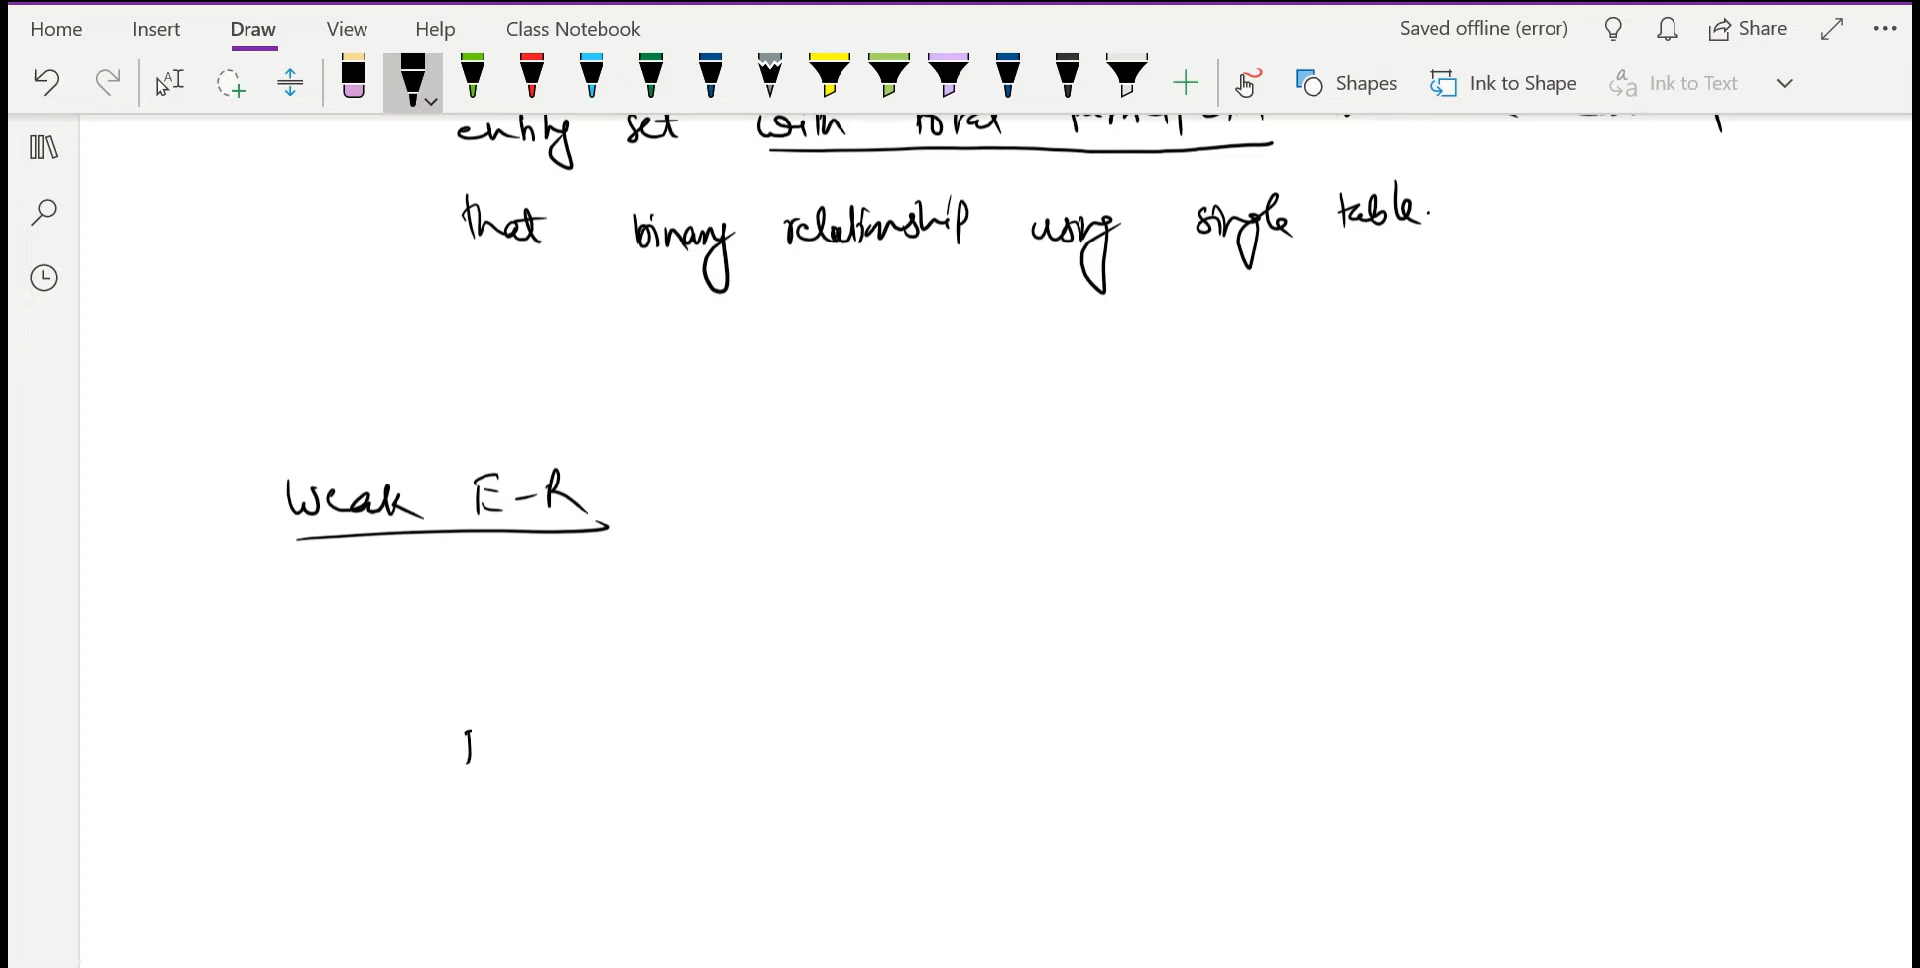 Home Insert Draw View Help Class Notebook Saved offline (error) Share
Shapes Ink to Shape Ink to Text
entity set with total
that binary relationship using single table.
Weak E-R